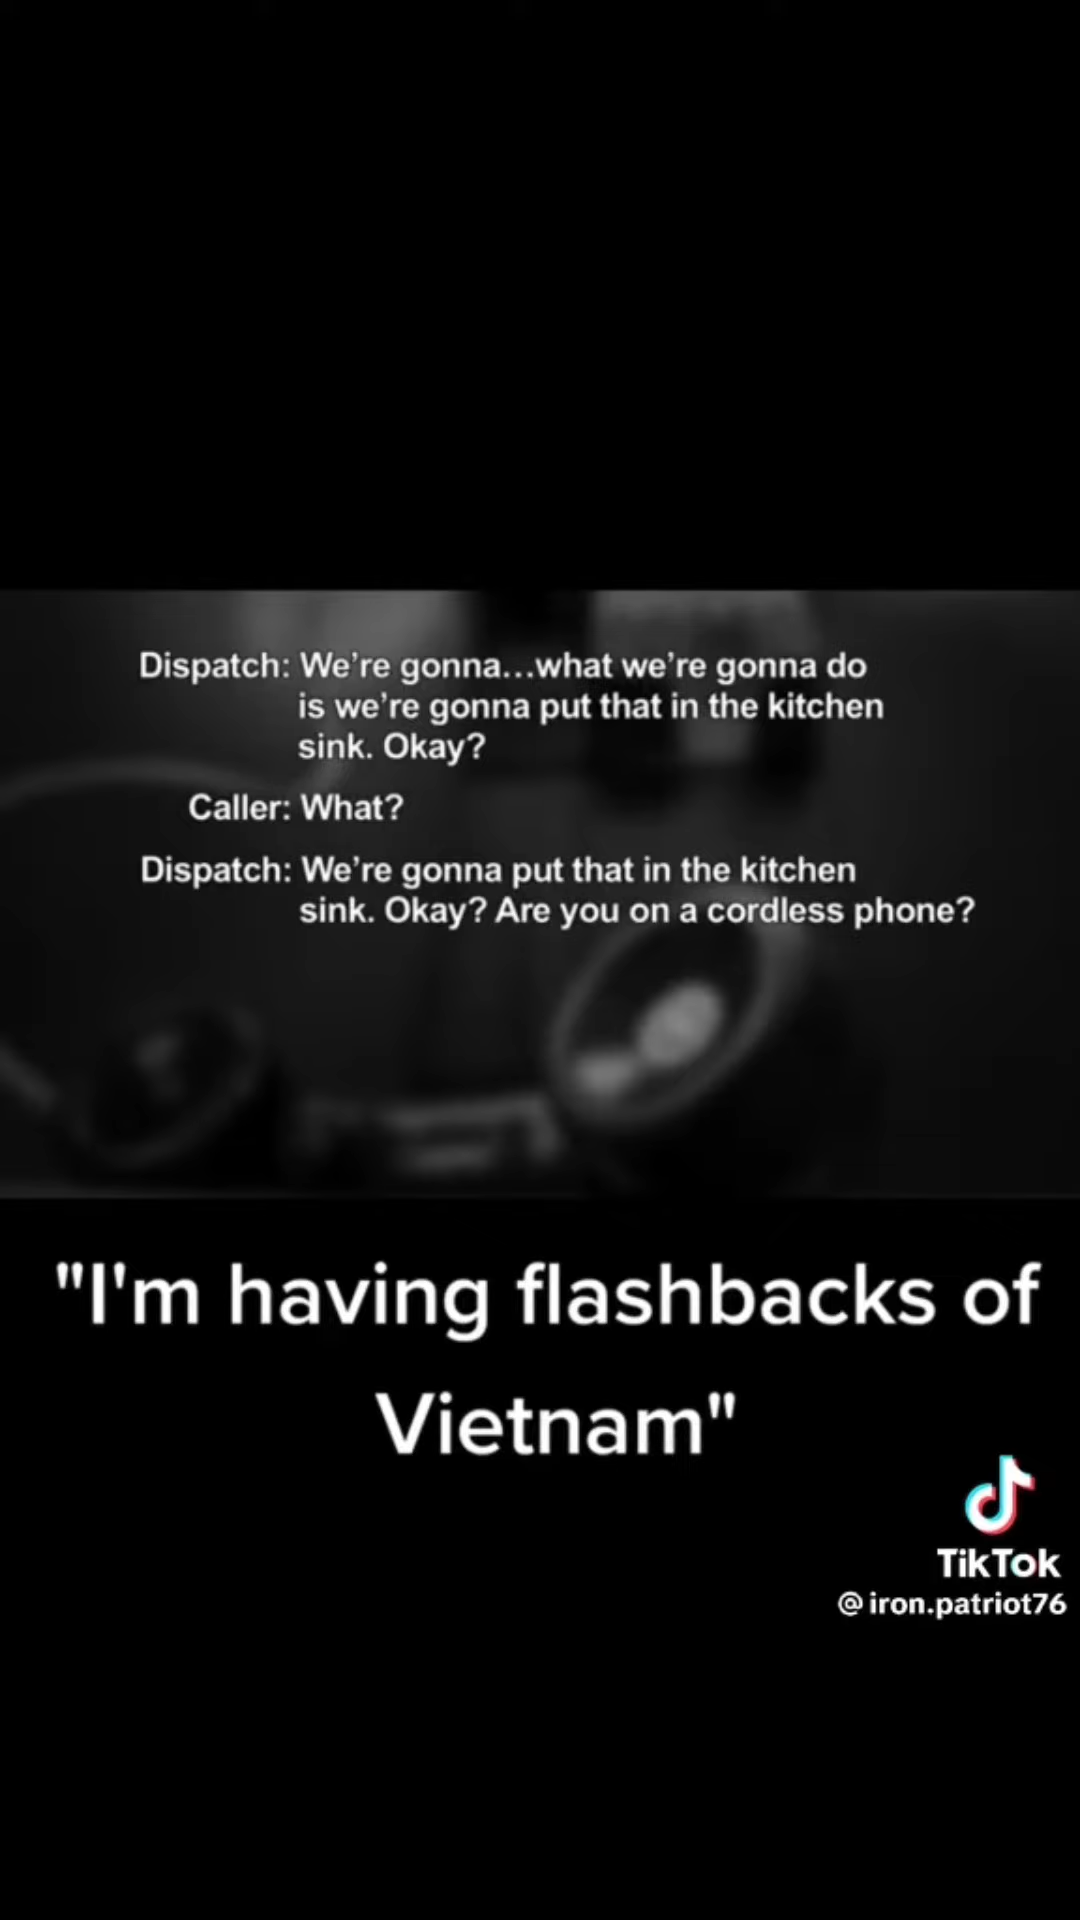 Dispatch: We’re gonna...what we’re gonna do
is we’re gonna put that in the kitchen
sink. Okay?
Caller: What?
Dispatch: We’re gonna put that in the kitchen
sink. Okay? Are you on a cordless phone?
"I'm having flashbacks of
Vietnam"
TikTok
@iron.patriot76